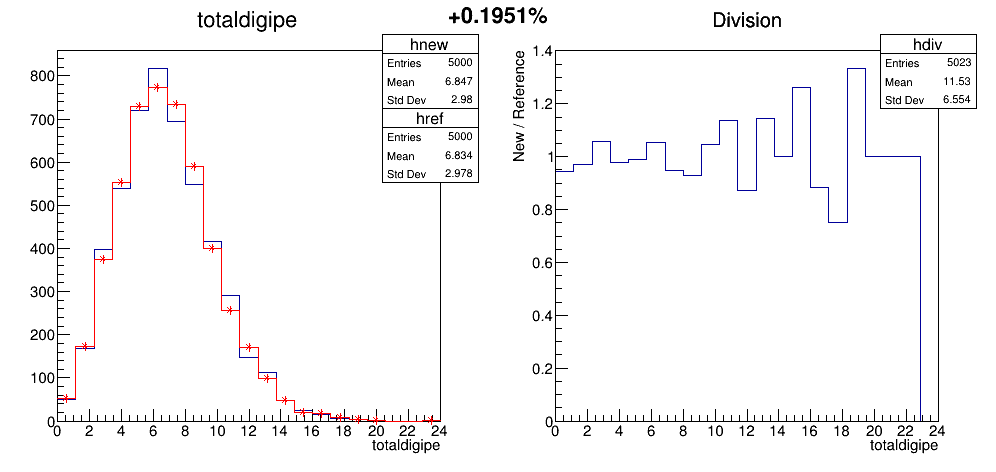 +0.1951%
totaldigipe
hnew
Entries 5000
Mean 6.847
Std Dev 2.98
href
Entries 5000
Mean 6.834
Std Dev 2.978
800
700
600
500
400
300
200
100
0
0 2 4 6 8 10 12 14 16 18 20 22 24
totaldigipe
Division
hdiv
Entries 5023
Mean 11.53
Std Dev 6.554
New / Reference
1.4
1.2
1
0.8
0.6
0.4
0.2
0
0 2 4 6 8 10 12 14 16 18 20 22 24
totaldigipe